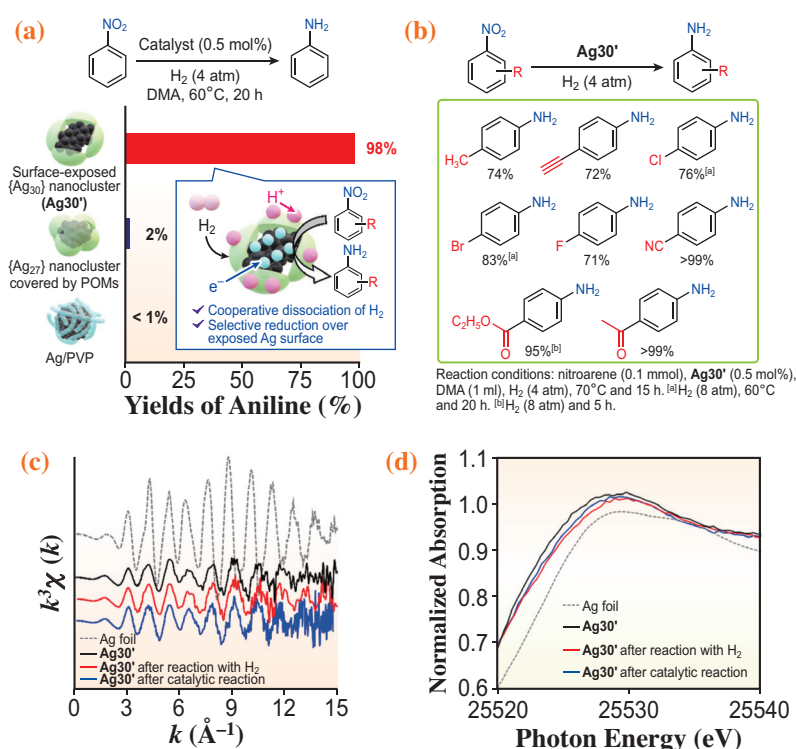 (a)
NO2
Catalyst (0.5 mol%)
H2 (4 atm)
DMA, 60°C, 20 h
NH2
Surface-exposed
{Ag30} nanocluster
(Ag30')
{Ag27} nanocluster
covered by POMs
Ag/PVP
98%
2%
< 1%
H2
H+
e–
NO2
R
NH2
R
✓ Cooperative dissociation of H2
✓ Selective reduction over
exposed Ag surface
0 25 50 75 100
Yields of Aniline (%)
(b)
NO2
R
Ag30'
H2 (4 atm)
NH2
R
H3C
NH2
74%
NH2
72%
Cl
NH2
76%[a]
Br
NH2
83%[a]
F
NH2
71%
NC
NH2
>99%
C2H5O
O
NH2
95%[b]
O
NH2
>99%
Reaction conditions: nitroarene (0.1 mmol), Ag30' (0.5 mol%),
DMA (1 ml), H2 (4 atm), 70°C and 15 h. [a]H2 (8 atm), 60°C
and 20 h. [b]H2 (8 atm) and 5 h.
(c)
k3χ (k)
Ag foil
Ag30'
Ag30' after reaction with H2
Ag30' after catalytic reaction
0 3 6 9 12 15
k (Å–1)
(d)
Normalized Absorption
1.1
1.0
0.9
0.8
0.7
0.6
Ag foil
Ag30'
Ag30' after reaction with H2
Ag30' after catalytic reaction
25520 25530 25540
Photon Energy (eV)